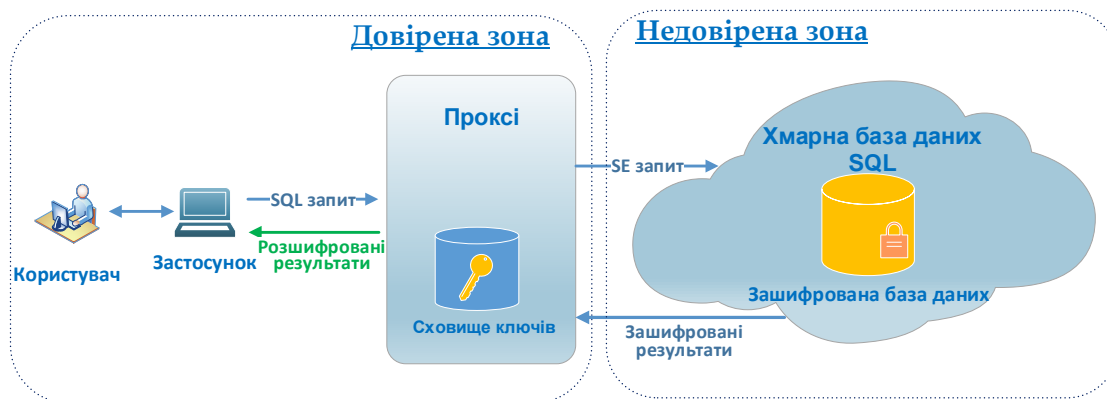 Довірена зона
Недовірена зона
Проксі
Хмарна база даних
SQL
SE запит
SQL запит
Розшифровані
результати
Користувач
Застосунок
Сховище ключів
Зашифрована база даних
Зашифровані
результати